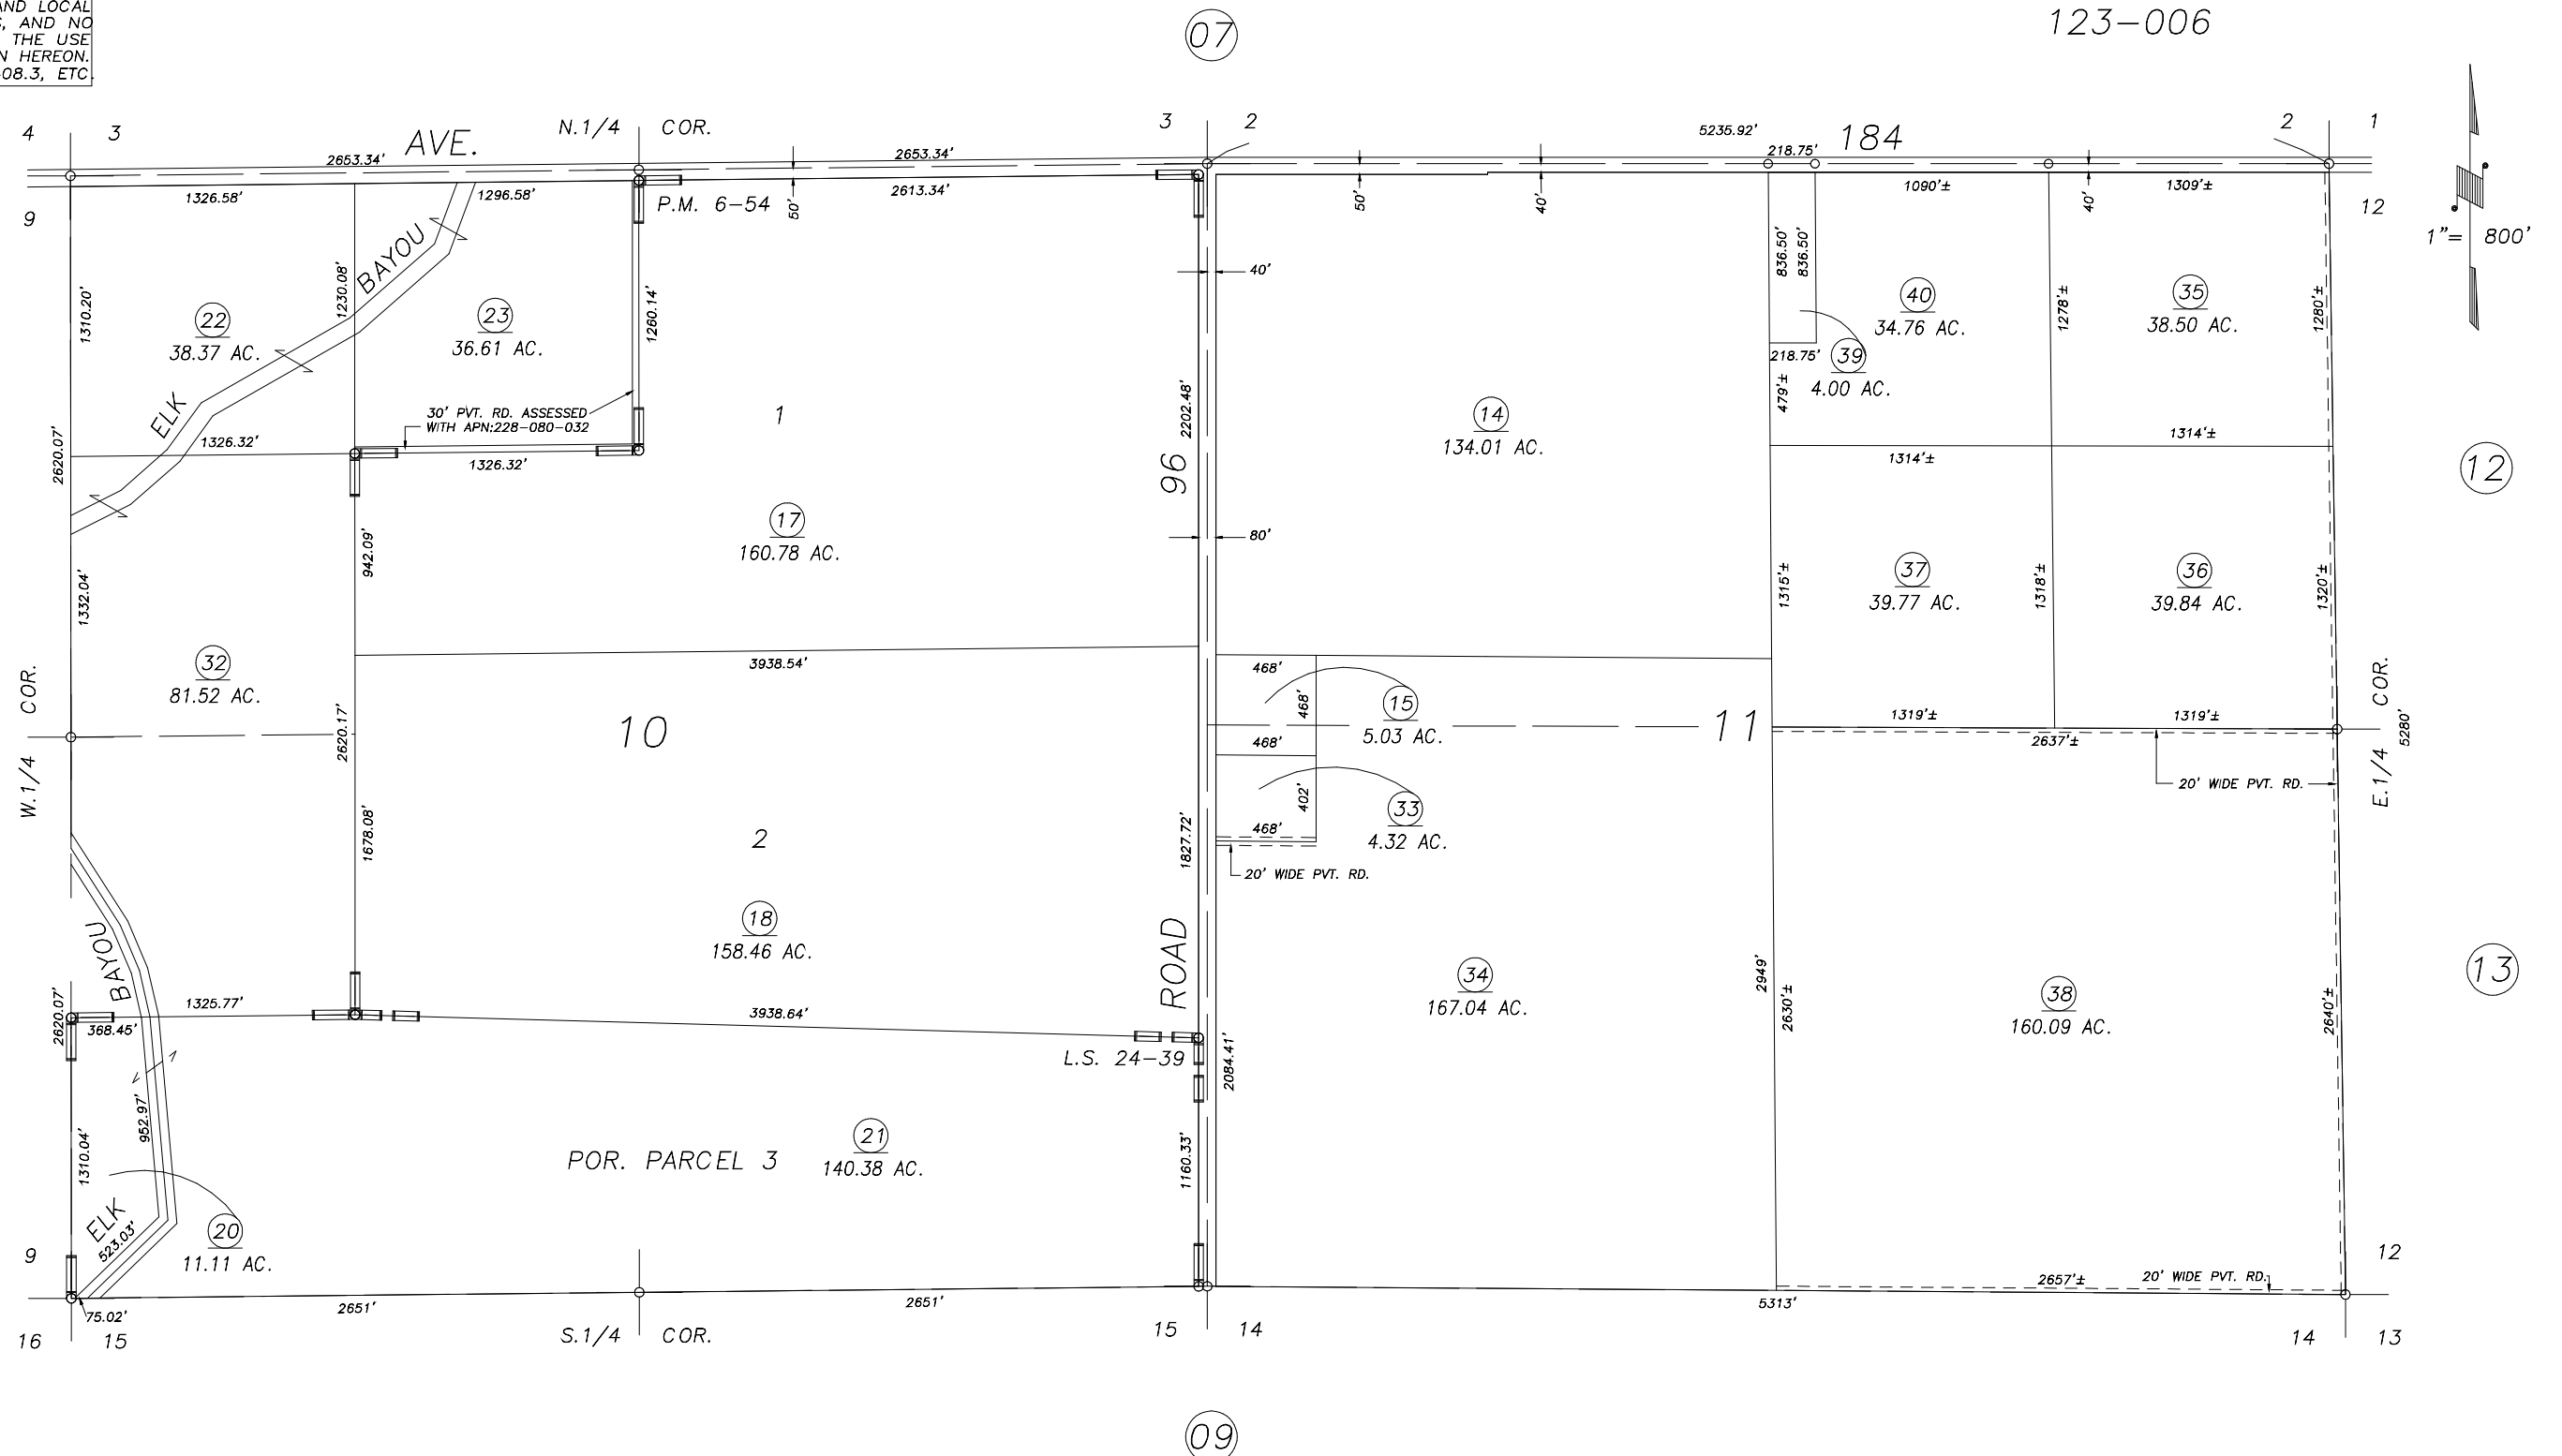 AND LOCAL
, AND NO
THE USE
N HEREON.
08.3, ETC.
07
123-006
4
3
AVE.
N.1/4 COR.
3
2
5235.92'
184
2
1
2653.34'
2653.34'
218.75'
1326.58'
1296.58'
2613.34'
1090'±
1309'±
P.M. 6-54
50'
50'
40'
40'
9
12
1"= 800'
BAYOU
ELK
1310.20'
1230.08'
1260.14'
40'
836.50'
836.50'
1278'±
1280'±
22
38.37 AC.
23
36.61 AC.
40
34.76 AC.
35
38.50 AC.
218.75'
39
4.00 AC.
479'±
30' PVT. RD. ASSESSED
WITH APN:228-080-032
1
2202.48'
14
134.01 AC.
1326.32'
1326.32'
2620.07'
1314'±
1314'±
12
96
17
160.78 AC.
80'
942.09'
1332.04'
37
39.77 AC.
36
39.84 AC.
1315'±
1318'±
1320'±
32
81.52 AC.
3938.54'
468'
468'
15
5.03 AC.
W.1/4 COR.
2620.17'
10
11
1319'±
1319'±
2637'±
E.1/4 COR.
5280'
468'
20' WIDE PVT. RD.
402'
33
4.32 AC.
468'
20' WIDE PVT. RD.
1678.08'
2
1827.72'
18
158.46 AC.
BAYOU
ROAD
34
167.04 AC.
2949'
2630'±
38
160.09 AC.
2640'±
13
2620.07'
1325.77'
368.45'
3938.64'
L.S. 24-39
2084.41'
1
952.97'
1310.04'
POR. PARCEL 3
21
140.38 AC.
1160.33'
ELK
523.03'
20
11.11 AC.
9
12
75.02'
2651'
2651'
5313'
2657'±
20' WIDE PVT. RD.
16
15
S.1/4 COR.
15
14
14
13
09